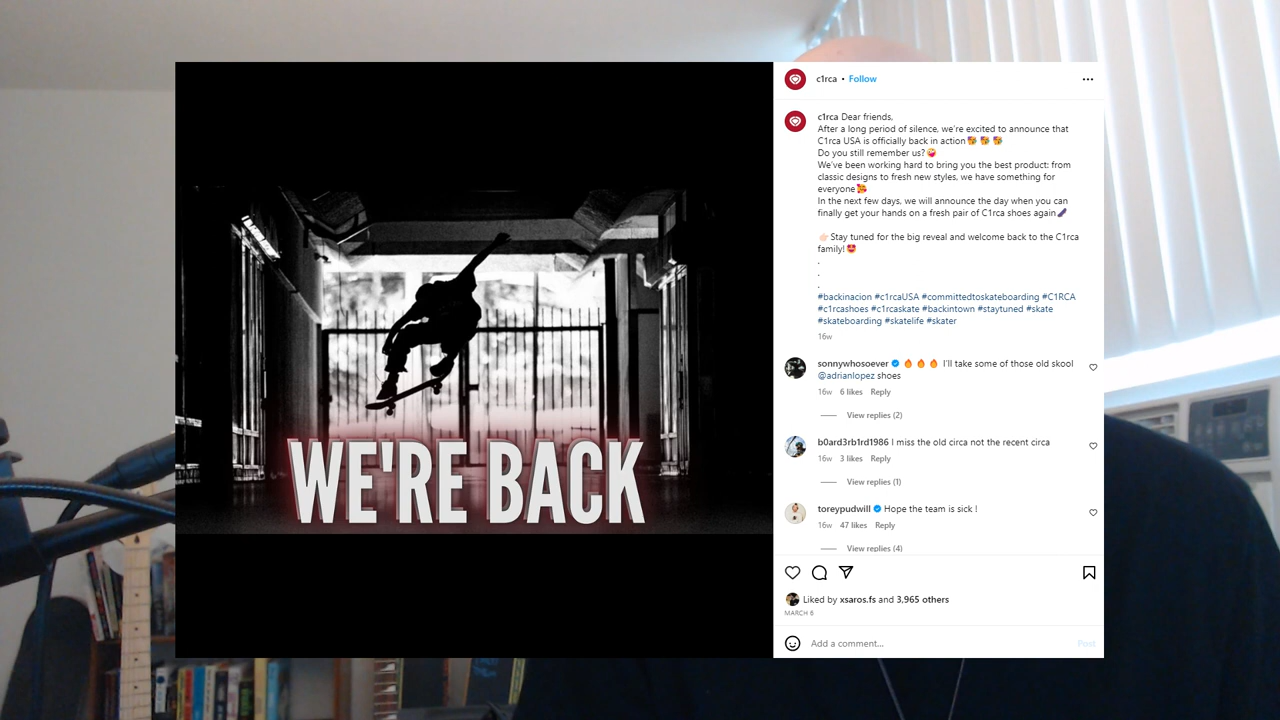 WE'RE BACK
c1rca • Follow
c1rca Dear friends,
After a long period of silence, we're excited to announce that
C1rca USA is officially back in action🥳 🥳 🥳
Do you still remember us?🤪
We've been working hard to bring you the best product: from
classic designs to fresh new styles, we have something for
everyone🥰
In the next few days, we will announce the day when you can
finally get your hands on a fresh pair of C1rca shoes again
👉🏻Stay tuned for the big reveal and welcome back to the C1rca
family!🤩
.
.
.
#backinacion #c1rcaUSA #committedtoskateboarding #C1RCA
#c1rcashoes #c1rcaskate #backintown #staytuned #skate
#skateboarding #skatelife #skater
16w
sonnywhosoever 🔥 🔥 🔥 I'll take some of those old skool
@adrianlopez shoes
16w 6 likes Reply
View replies (2)
b0ard3rb1rd1986 I miss the old circa not the recent circa
16w 3 likes Reply
View replies (1)
toreypudwill Hope the team is sick !
16w 47 likes Reply
View replies (4)
Liked by xsaros.fs and 3,965 others
MARCH 6
Add a comment...
Post